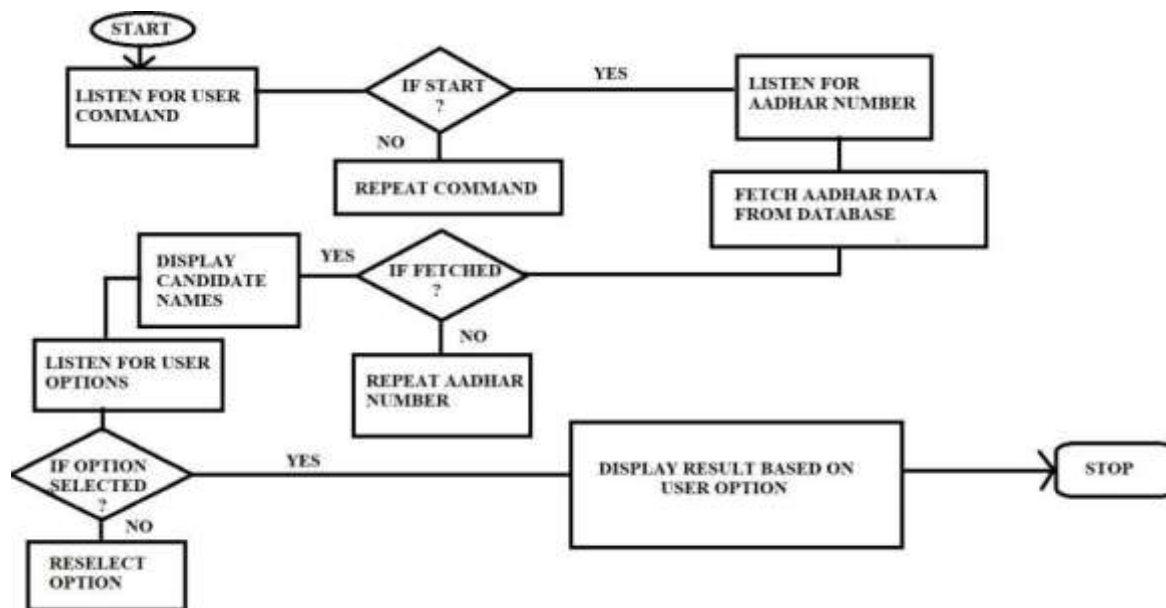 START
LISTEN FOR USER
COMMAND
IF START
?
YES
LISTEN FOR
AADHAR NUMBER
NO
REPEAT COMMAND
FETCH AADHAR DATA
FROM DATABASE
IF FETCHED
?
YES
DISPLAY
CANDIDATE
NAMES
NO
REPEAT AADHAR
NUMBER
LISTEN FOR USER
OPTIONS
IF OPTION
SELECTED
?
YES
DISPLAY RESULT BASED ON
USER OPTION
STOP
NO
RESELECT
OPTION